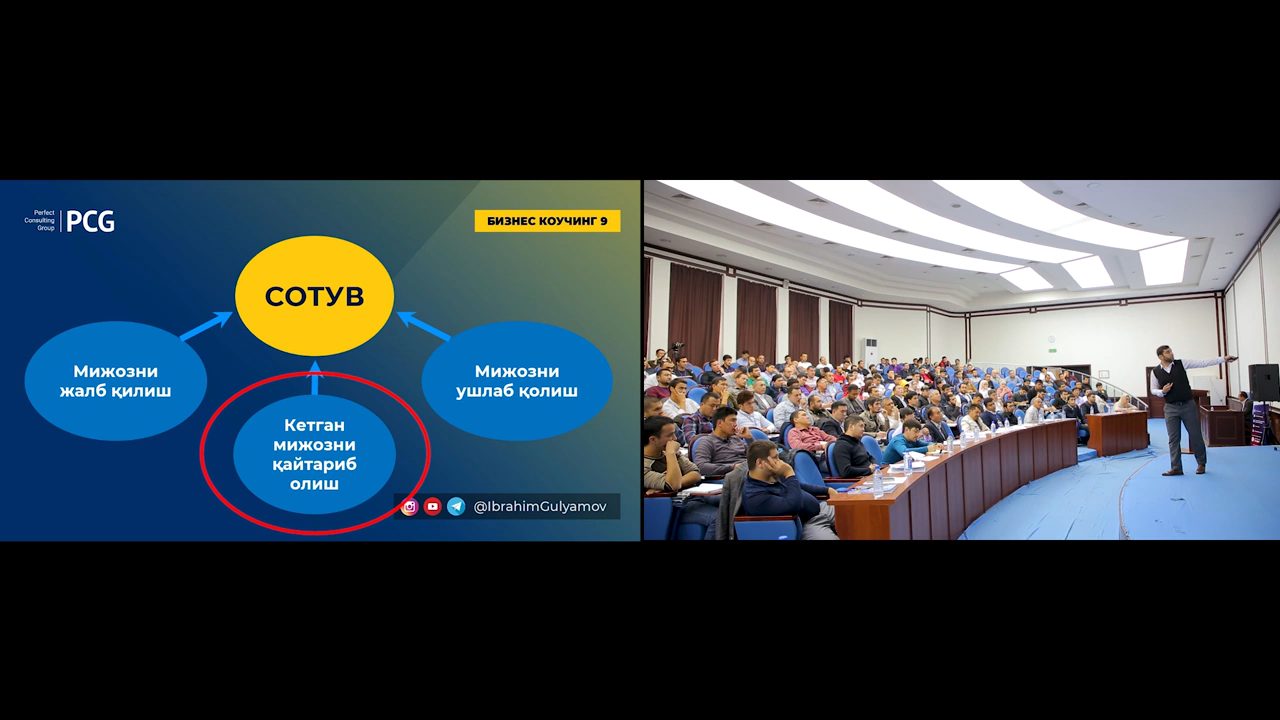 Perfect
Consulting
Group
PCG
БИЗНЕС КОУЧИНГ 9
СОТУВ
Мижозни
жалб қилиш
Мижозни
ушлаб қолиш
Кетган
мижозни
қайтариб
олиш
@IbrahimGulyamov